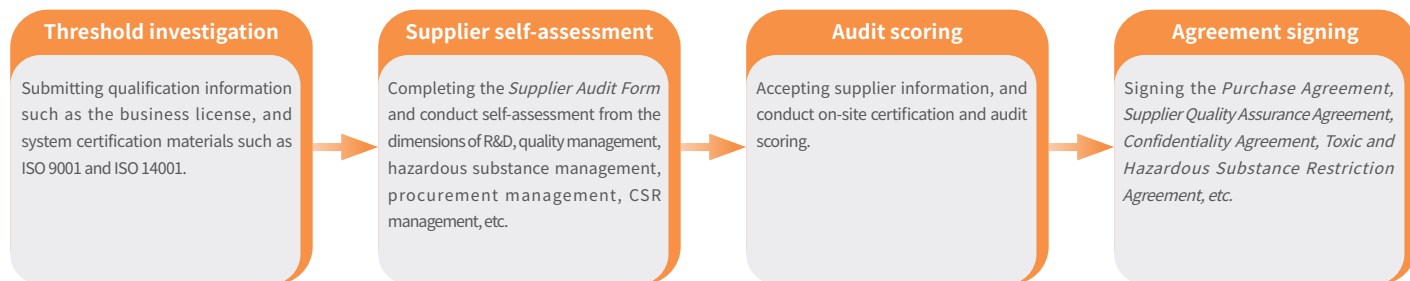 Threshold investigation
Submitting qualification information
such as the business license, and
system certification materials such as
ISO 9001 and ISO 14001.
Supplier self-assessment
Completing the Supplier Audit Form
and conduct self-assessment from the
dimensions of R&D, quality management,
hazardous substance management,
procurement management, CSR
management, etc.
Audit scoring
Accepting supplier information, and
conduct on-site certification and audit
scoring.
Agreement signing
Signing the Purchase Agreement,
Supplier Quality Assurance Agreement,
Confidentiality Agreement, Toxic and
Hazardous Substance Restriction
Agreement, etc.